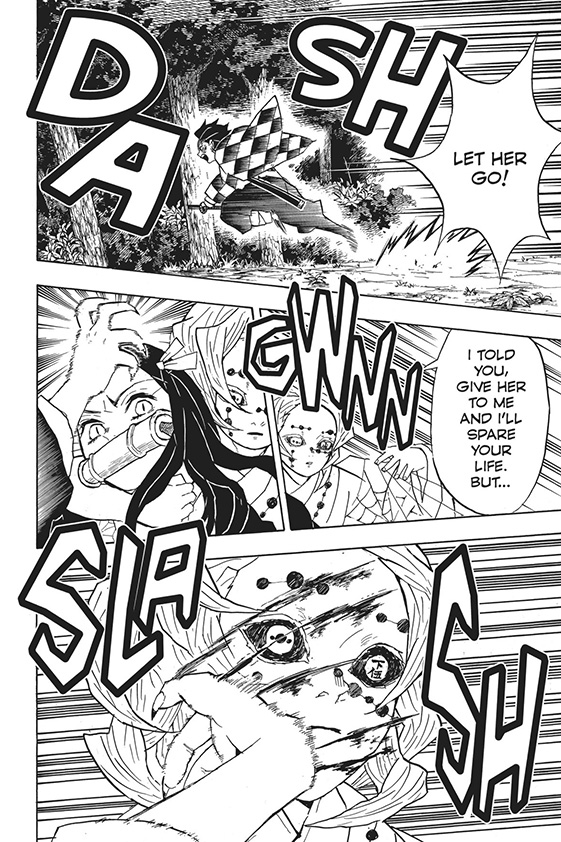 LET HER
GO!
DA
SH
I TOLD
YOU,
GIVE HER
TO ME
AND I'LL
SPARE
YOUR
LIFE.
BUT...
GWNN
SLA
SH